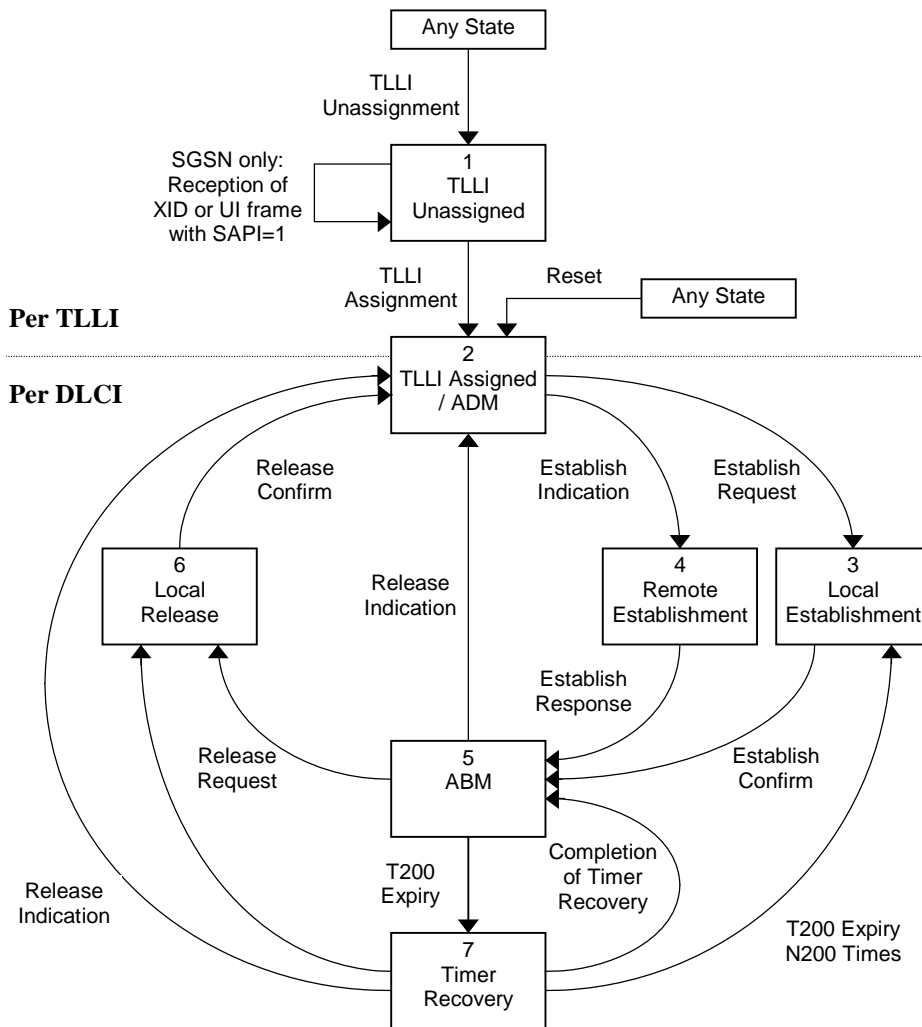 Any State
TLLI
Unassignment
SGSN only:
Reception of
XID or UI frame
with SAPI=1
1
TLLI
Unassigned
TLLI
Assignment
Reset
Any State
Per TLLI
2
TLLI Assigned
/ ADM
Per DLCI
Release
Confirm
Establish
Indication
Establish
Request
6
Local
Release
Release
Indication
4
Remote
Establishment
3
Local
Establishment
Establish
Response
Release
Request
5
ABM
Establish
Confirm
T200
Expiry
Completion
of Timer
Recovery
Release
Indication
T200 Expiry
N200 Times
7
Timer
Recovery